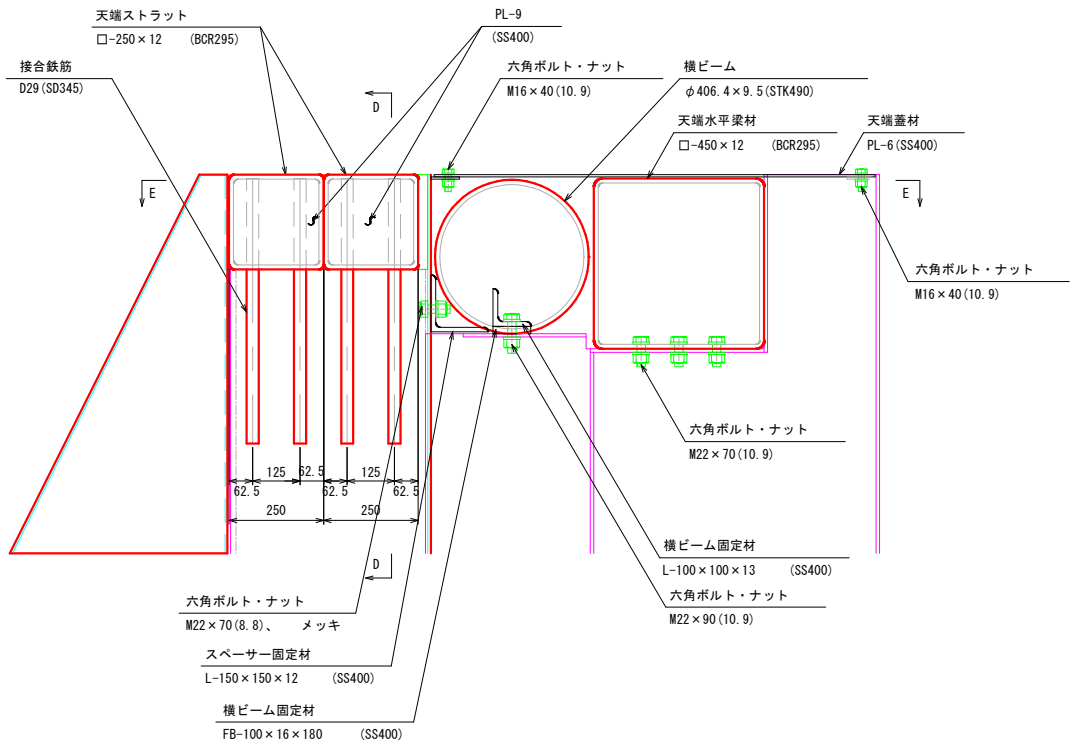 天端ストラット
□-250×12 (BCR295)
PL-9
(SS400)
接合鉄筋
D29(SD345)
六角ボルト・ナット
M16×40(10.9)
横ビーム
φ406.4×9.5(STK490)
天端水平梁材
□-450×12 (BCR295)
天端蓋材
PL-6(SS400)
D
E
E
六角ボルト・ナット
M16×40(10.9)
六角ボルト・ナット
M22×70(10.9)
125
62.5
125
62.5
62.5
62.5
250
250
D
横ビーム固定材
L-100×100×13 (SS400)
六角ボルト・ナット
M22×90(10.9)
六角ボルト・ナット
M22×70(8.8)、 メッキ
スペーサー固定材
L-150×150×12 (SS400)
横ビーム固定材
FB-100×16×180 (SS400)